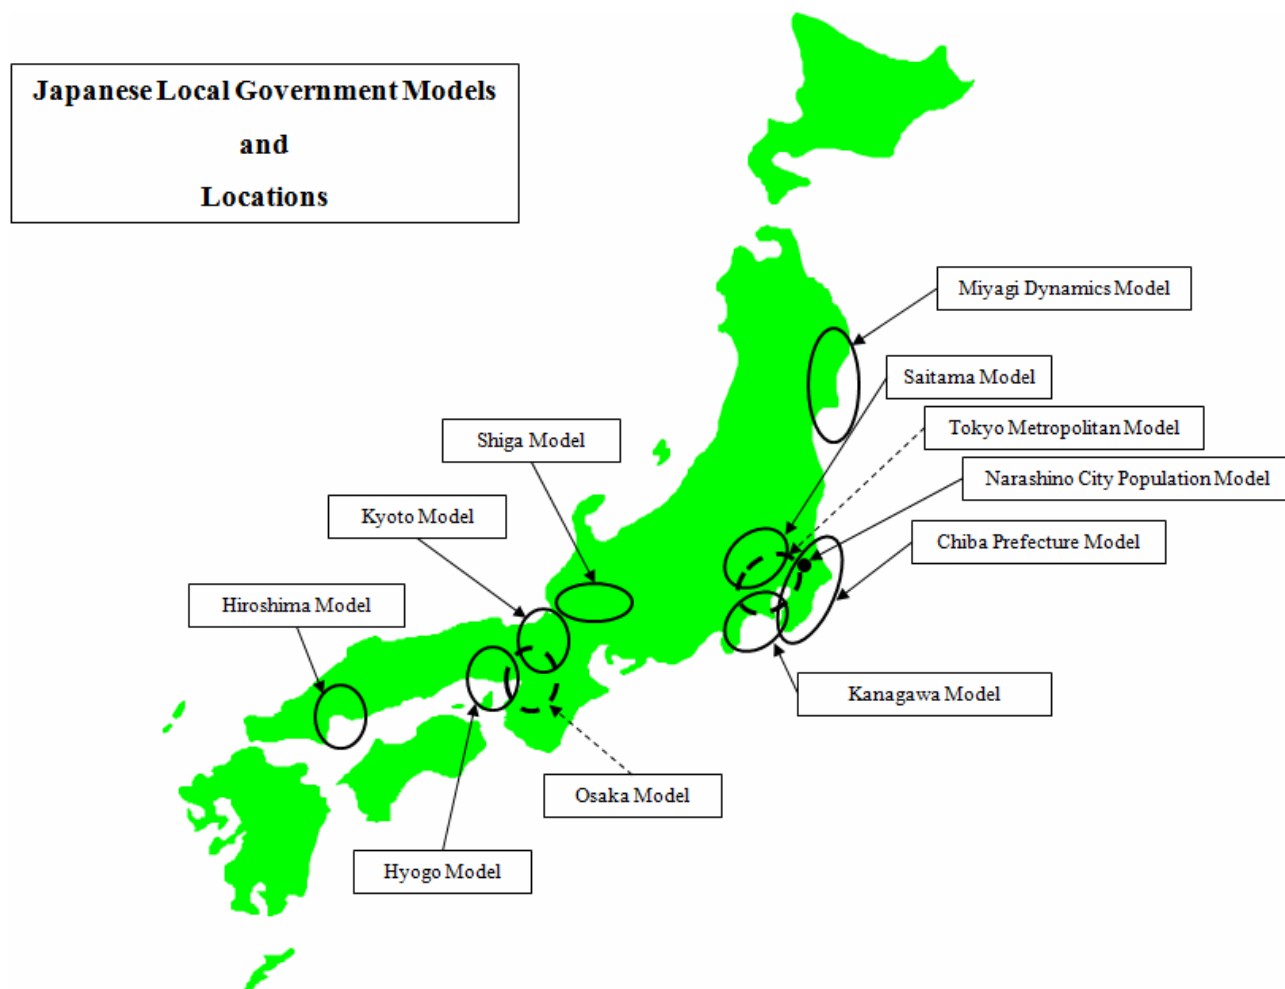 Japanese Local Government Models
and
Locations
Miyagi Dynamics Model
Saitama Model
Tokyo Metropolitan Model
Shiga Model
Narashino City Population Model
Kyoto Model
Chiba Prefecture Model
Hiroshima Model
Kanagawa Model
Osaka Model
Hyogo Model